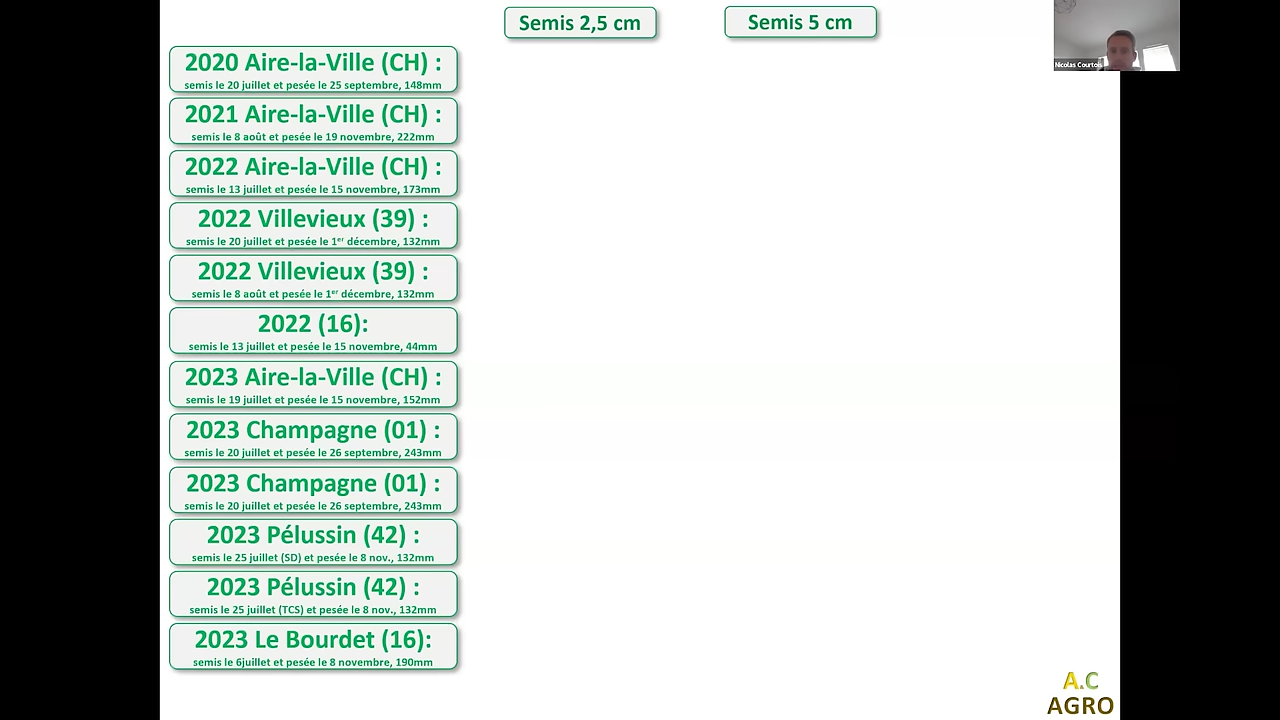 Semis 2,5 cm
Semis 5 cm
Nicolas Courtois
2020 Aire-la-Ville (CH) :
semis le 20 juillet et pesée le 25 septembre, 148mm
2021 Aire-la-Ville (CH) :
semis le 8 août et pesée le 19 novembre, 222mm
2022 Aire-la-Ville (CH) :
semis le 13 juillet et pesée le 15 novembre, 173mm
2022 Villevieux (39) :
semis le 20 juillet et pesée le 1er décembre, 132mm
2022 Villevieux (39) :
semis le 8 août et pesée le 1er décembre, 132mm
2022 (16):
semis le 13 juillet et pesée le 15 novembre, 44mm
2023 Aire-la-Ville (CH) :
semis le 19 juillet et pesée le 15 novembre, 152mm
2023 Champagne (01) :
semis le 20 juillet et pesée le 26 septembre, 243mm
2023 Champagne (01) :
semis le 20 juillet et pesée le 26 septembre, 243mm
2023 Pélussin (42) :
semis le 25 juillet (SD) et pesée le 8 nov., 132mm
2023 Pélussin (42) :
semis le 25 juillet (TCS) et pesée le 8 nov., 132mm
2023 Le Bourdet (16):
semis le 6juillet et pesée le 8 novembre, 190mm
A.C
AGRO